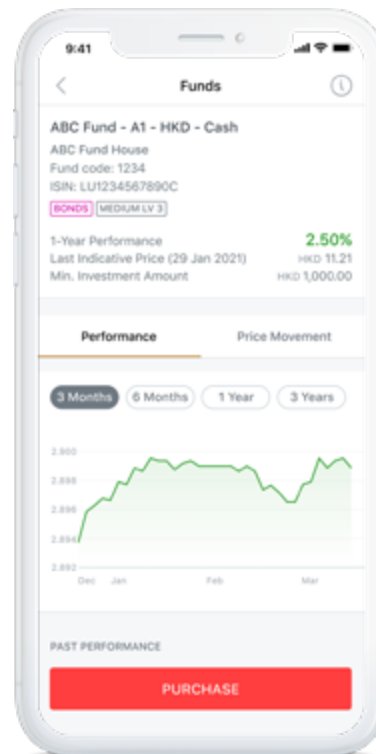 9:41
Funds
ABC Fund - A1 - HKD - Cash
ABC Fund House
Fund code: 1234
ISIN: LU1234567890C
BONDS MEDIUM LV 3
1-Year Performance 2.50%
Last Indicative Price (29 Jan 2021) HKD 11.21
Min. Investment Amount HKD 1,000.00
Performance Price Movement
3 Months 6 Months 1 Year 3 Years
2.900
2.898
2.896
2.894
2.892
Dec Jan Feb Mar
PAST PERFORMANCE
PURCHASE